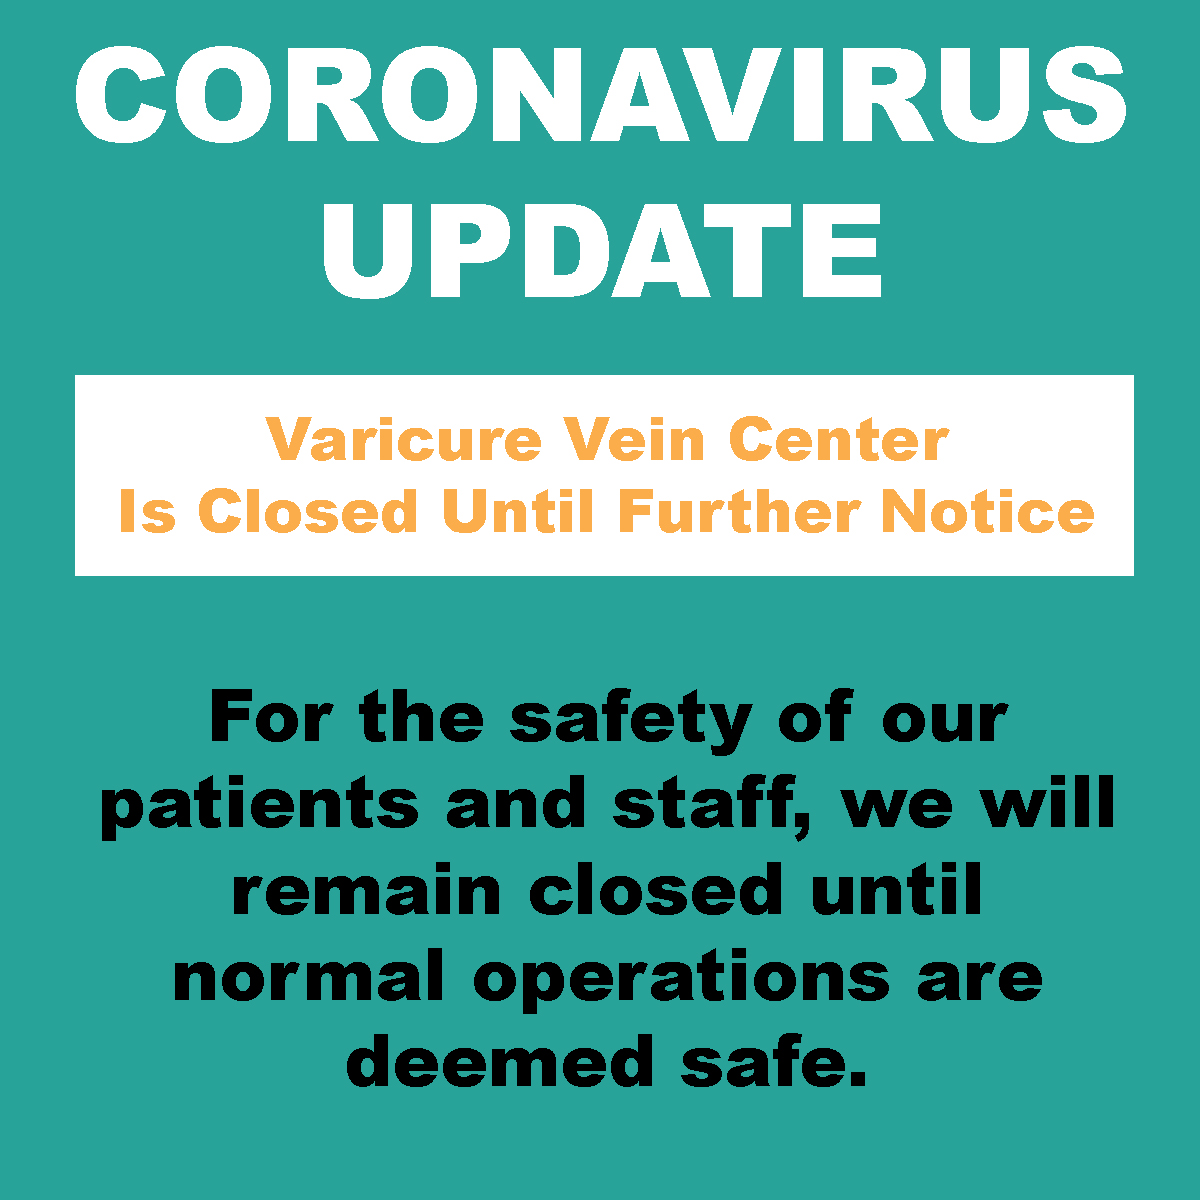 CORONAVIRUS
UPDATE
Varicure Vein Center
Is Closed Until Further Notice
For the safety of our
patients and staff, we will
remain closed until
normal operations are
deemed safe.